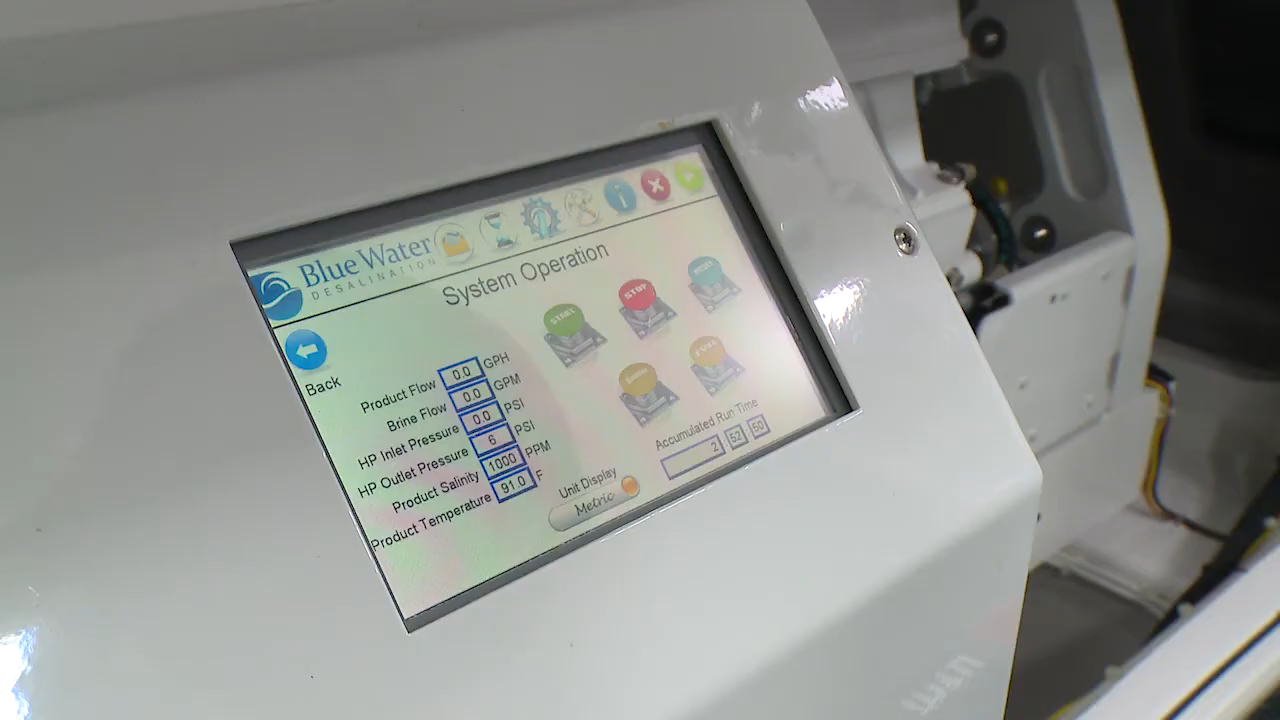 Blue Water
DESALINATION
System Operation
Back
START
STOP
Product Flow 0.0 GPH
Brine Flow 0.0 GPM
HP Inlet Pressure 0.0 PSI
HP Outlet Pressure 6 PSI
Product Salinity 1000 PPM
Product Temperature 91.0 F
Accumulated Run Time
2 52 50
Unit Display
Metric